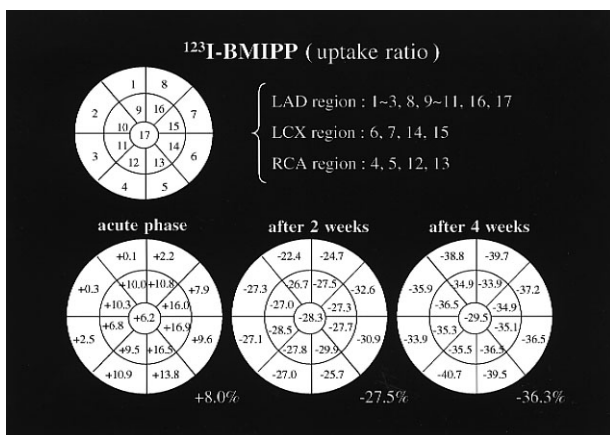 ¹²³I-BMIPP ( uptake ratio )
1 8
2 9 16 7
10 15
17
11 14
3 12 13 6
4 5
LAD region : 1~3, 8, 9~11, 16, 17
LCX region : 6, 7, 14, 15
RCA region : 4, 5, 12, 13
acute phase
+0.1 +2.2
+0.3 +10.0 +10.8 +7.9
+10.3 +16.0
+6.2
+6.8 +16.9
+2.5 +9.5 +16.5 +9.6
+10.9 +13.8
+8.0%
after 2 weeks
-22.4 -24.7
-27.3 -26.7 -27.5 -32.6
-27.0 -27.3
-28.3
-28.5 -27.7
-27.1 -27.8 -29.9 -30.9
-27.0 -25.7
-27.5%
after 4 weeks
-38.8 -39.7
-35.9 -34.9 -33.9 -37.2
-36.5 -34.9
-29.5
-35.3 -35.1
-33.9 -35.5 -36.5 -36.5
-40.7 -39.5
-36.3%